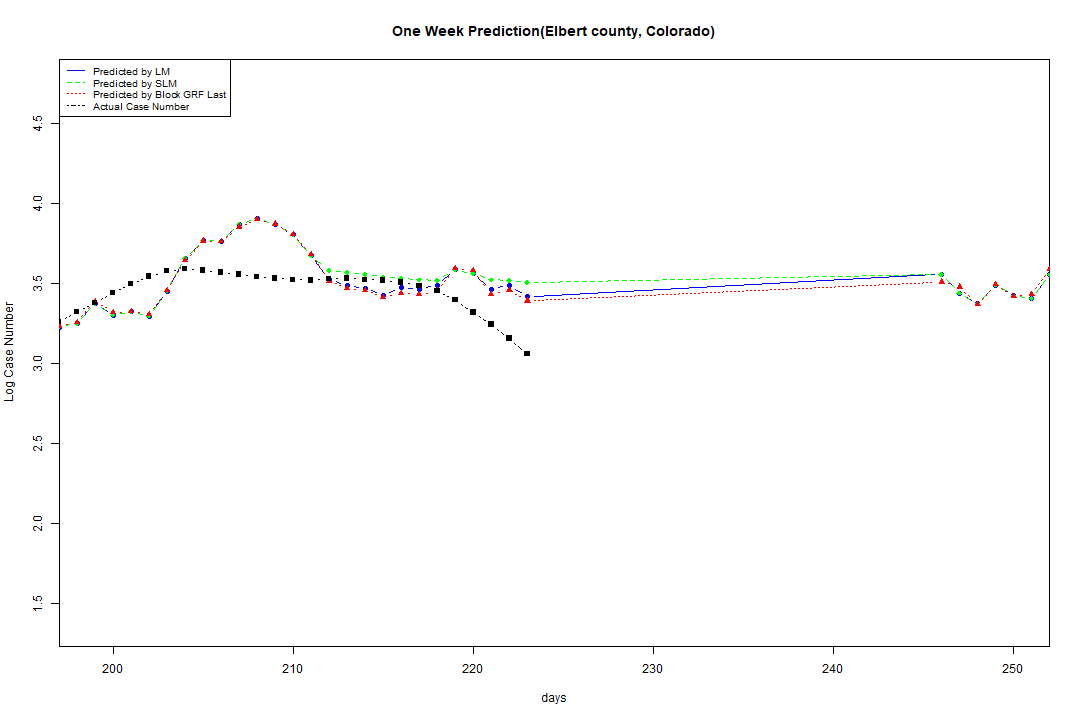 One Week Prediction(Elbert county, Colorado)
Predicted by LM
Predicted by SLM
Predicted by Block GRF Last
Actual Case Number
4.5
4.0
3.5
3.0
2.5
2.0
1.5
Log Case Number
200 210 220 230 240 250
days